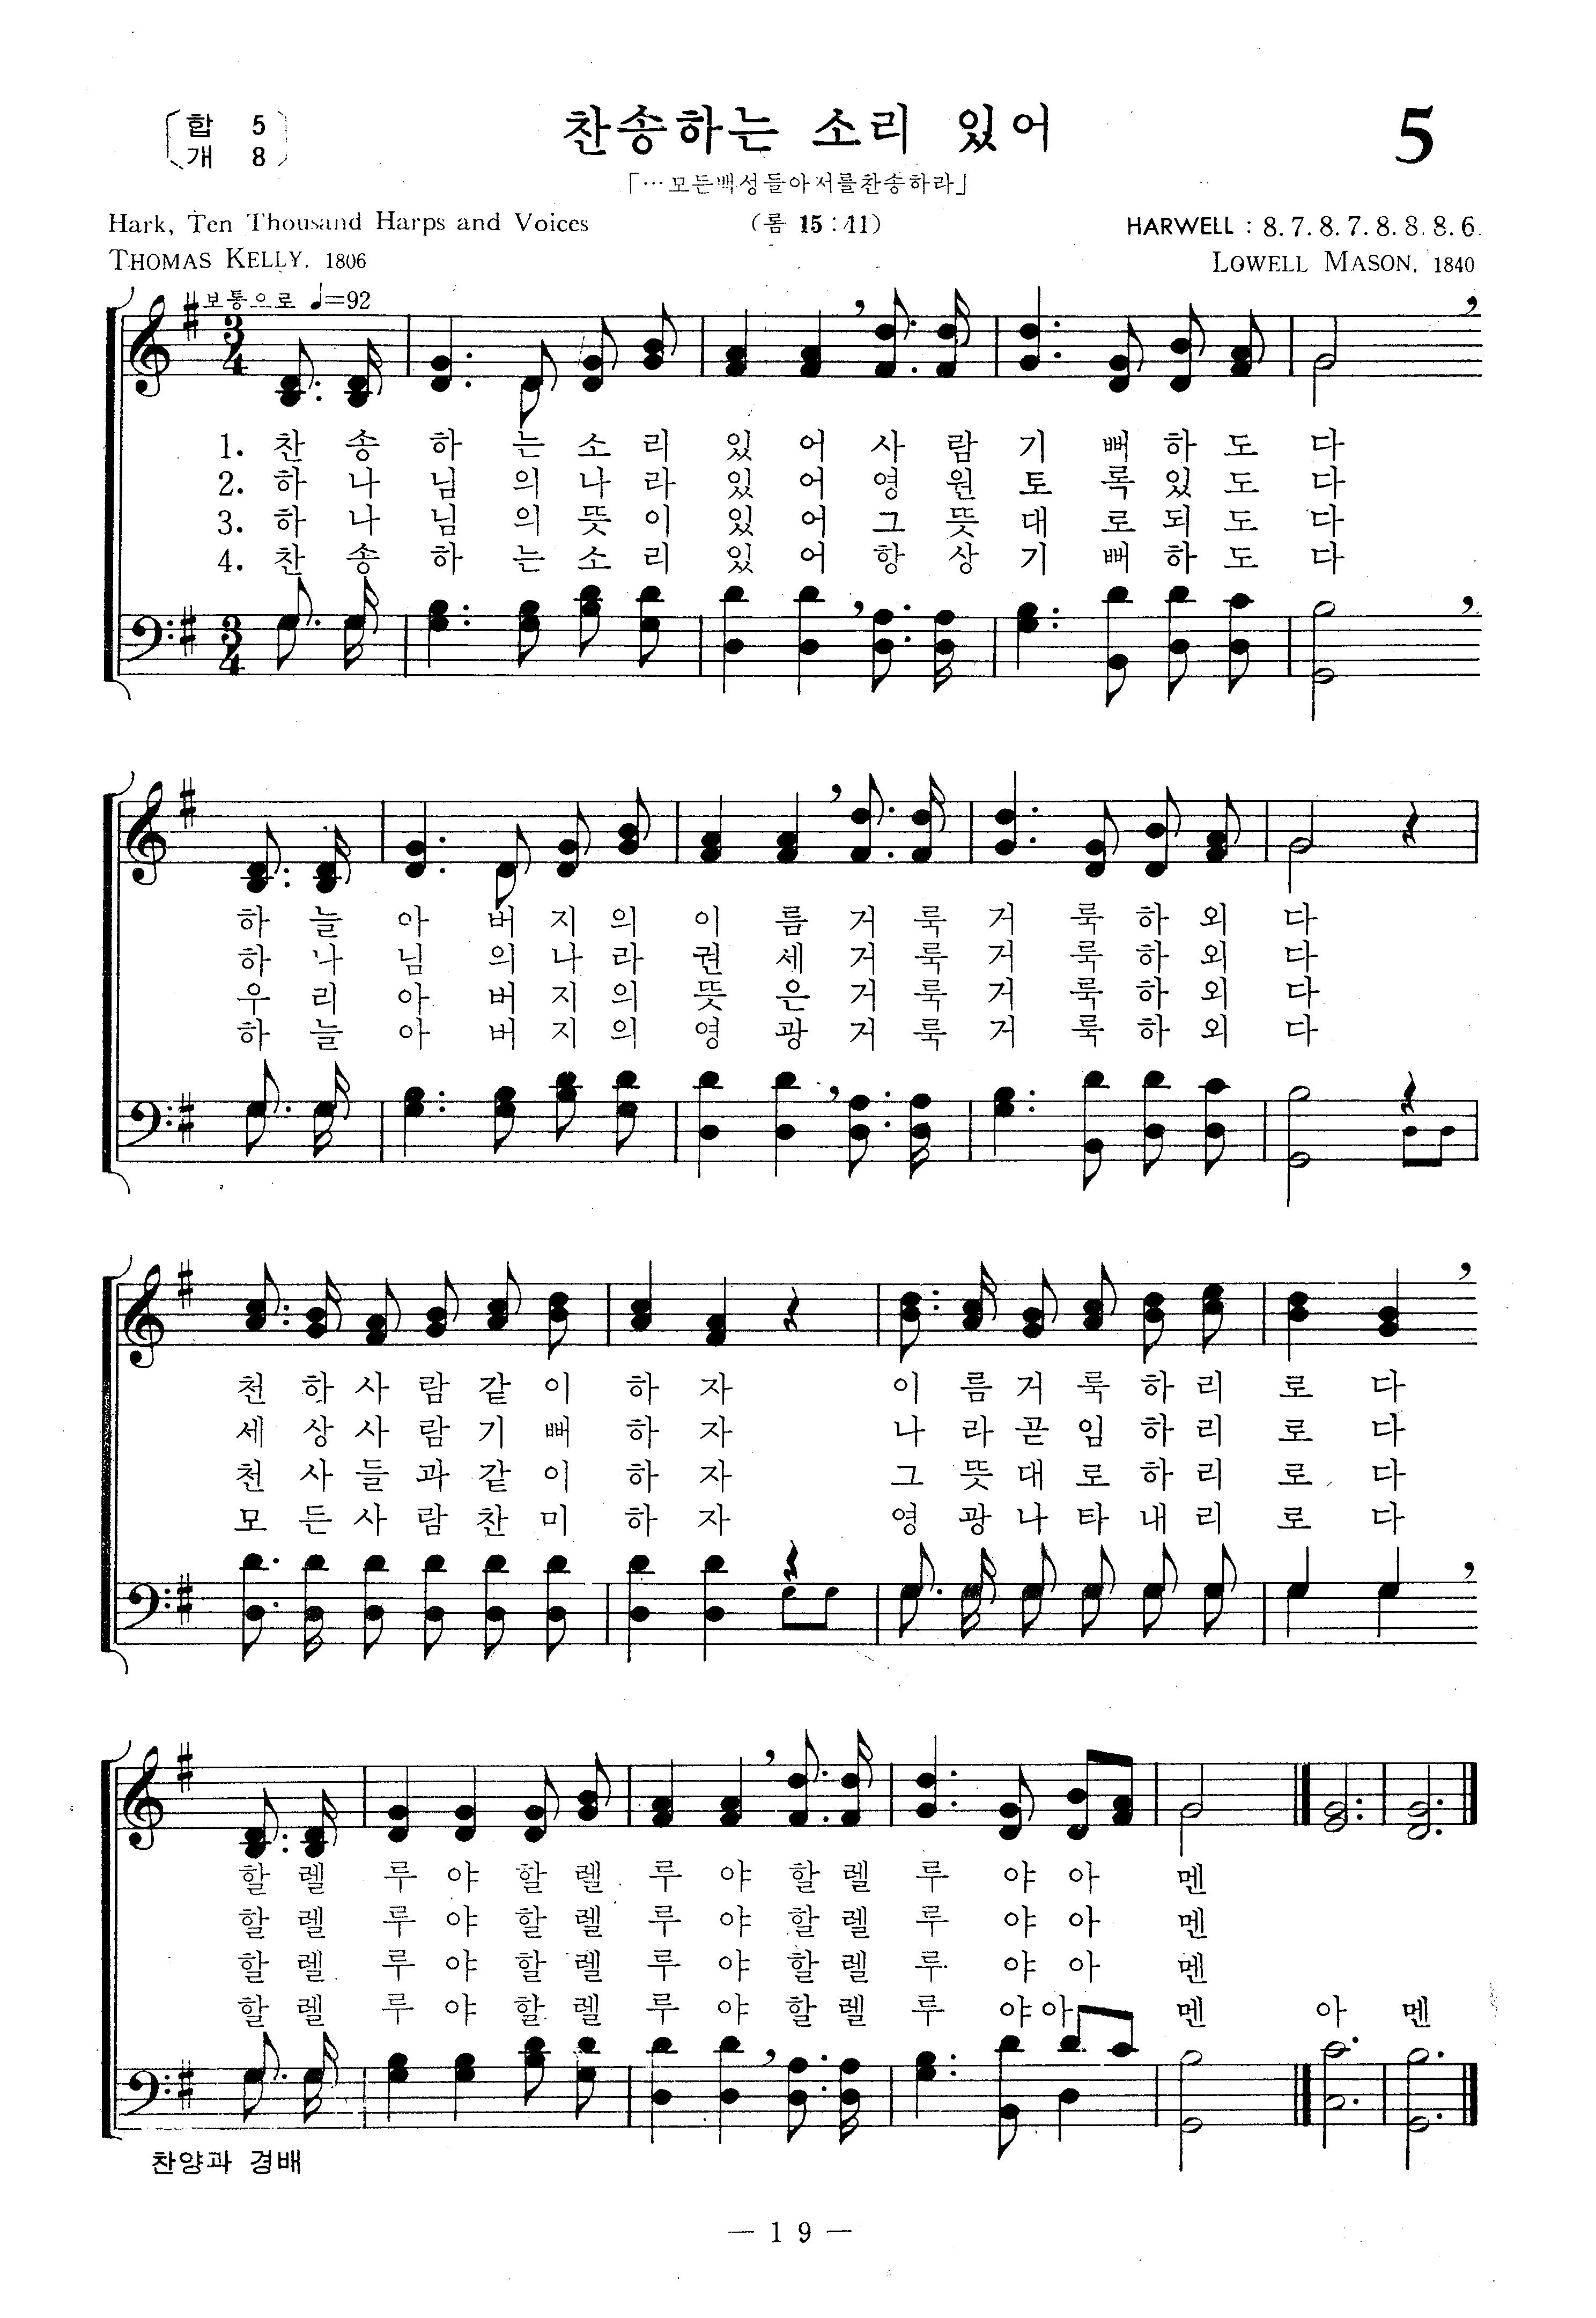 합 5
개 8
찬송하는 소리 있어
5
「…모든백성들아서를찬송하라」
Hark, Ten Thousand Harps and Voices
(롬 15:11)
HARWELL : 8. 7. 8. 7. 8. 8. 8. 6.
THOMAS KELLY, 1806
LOWELL MASON, 1840
보통으로 ♩=92
3
4
1. 찬 송 하 는 소 리 있 어 사 람 기 뻐 하 도 다
2. 하 나 님 의 나 라 있 어 영 원 토 록 있 도 다
3. 하 나 님 의 뜻 이 있 어 그 뜻 대 로 되 도 다
4. 찬 송 하 는 소 리 있 어 항 상 기 뻐 하 도 다
3
4
하 늘 아 버 지 의 이 름 거 룩 거 룩 하 외 다
하 나 님 의 나 라 권 세 거 룩 거 룩 하 외 다
우 리 아 버 지 의 뜻 은 거 룩 거 룩 하 외 다
하 늘 아 버 지 의 영 광 거 룩 거 룩 하 외 다
천 하 사 람 같 이 하 자 이 름 거 룩 하 리 로 다
세 상 사 람 기 뻐 하 자 나 라 곧 임 하 리 로 다
천 사 들 과 같 이 하 자 그 뜻 대 로 하 리 로 다
모 든 사 람 찬 미 하 자 영 광 나 타 내 리 로 다
할 렐 루 야 할 렐 루 야 할 렐 루 야 아 멘
할 렐 루 야 할 렐 루 야 할 렐 루 야 아 멘
할 렐 루 야 할 렐 루 야 할 렐 루 야 아 멘
할 렐 루 야 할 렐 루 야 할 렐 루 야 아 멘 아 멘
찬양과 경배
— 1 9 —